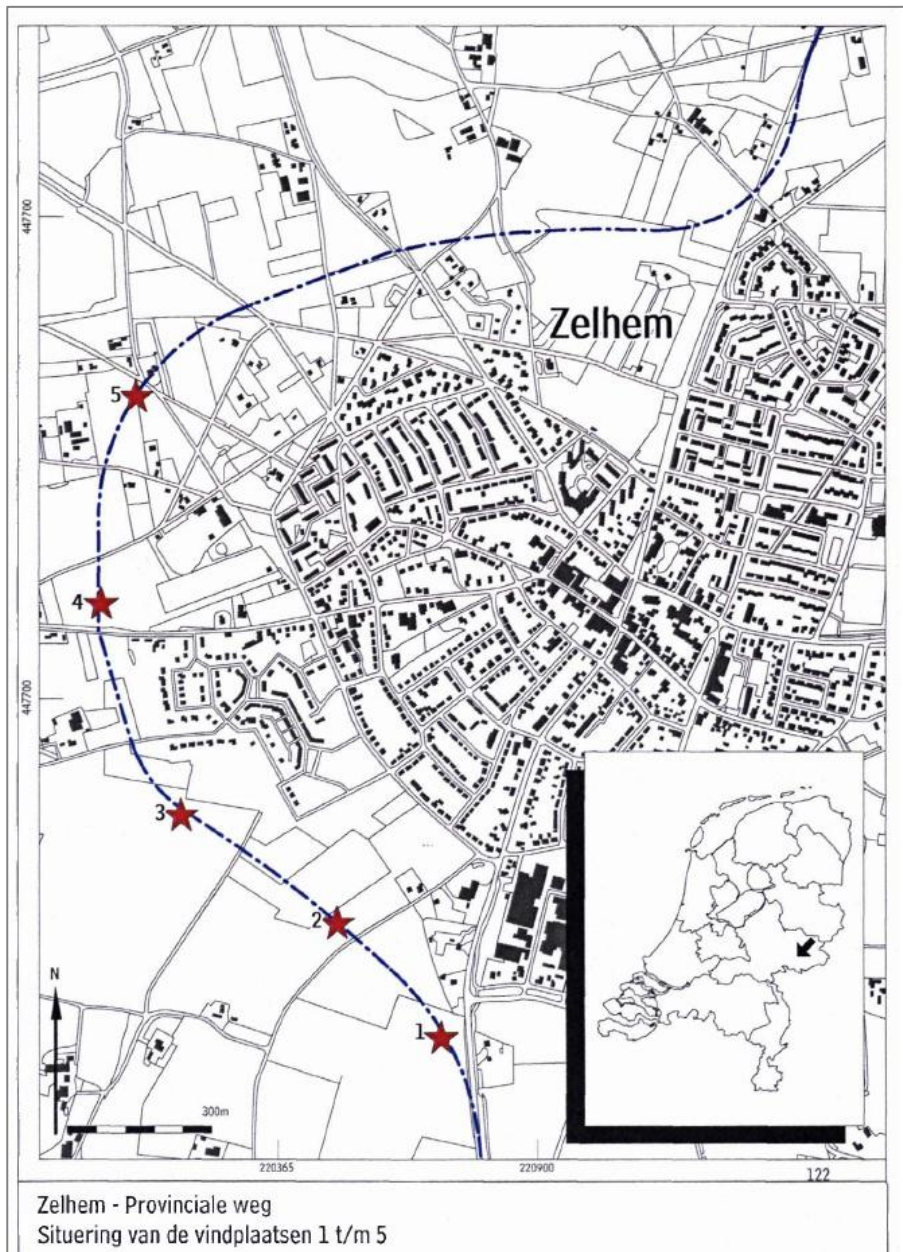 447700
Zelhem
5
4
447700
3
2
N
1
300m
220365
220900
122
Zelhem - Provinciale weg
Situering van de vindplaatsen 1 t/m 5